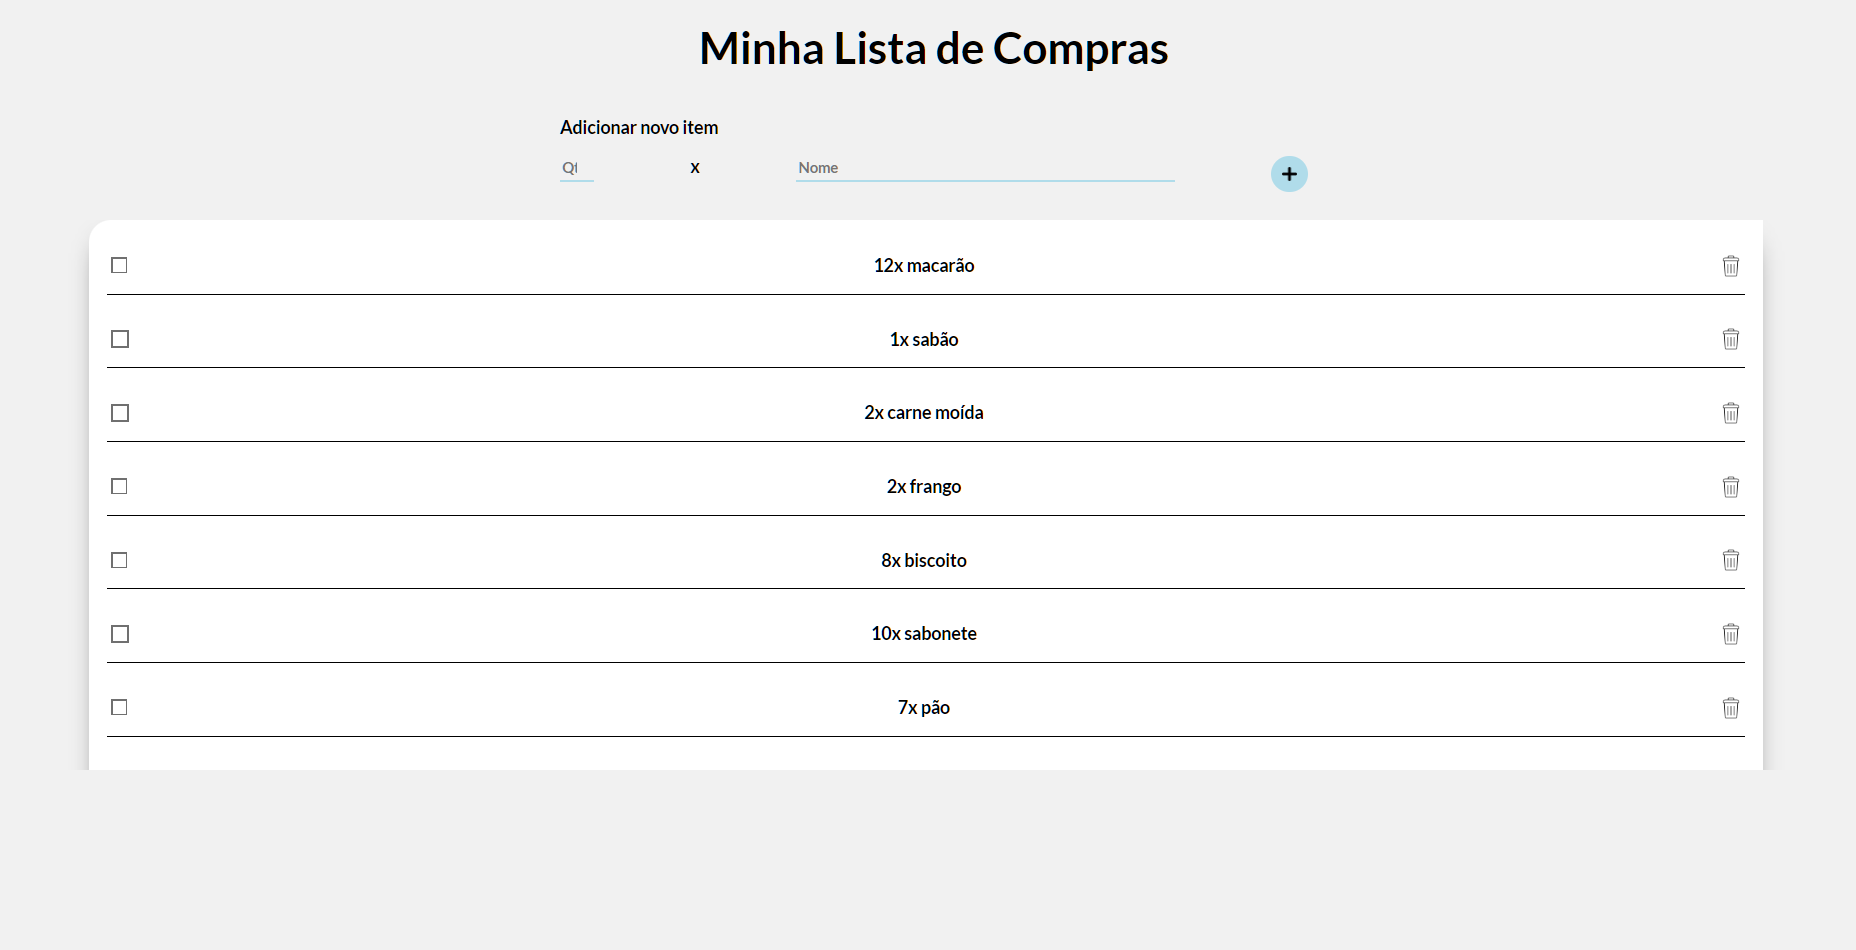 Minha Lista de Compras
Adicionar novo item
Qt X Nome
12x macarão
1x sabão
2x carne moída
2x frango
8x biscoito
10x sabonete
7x pão